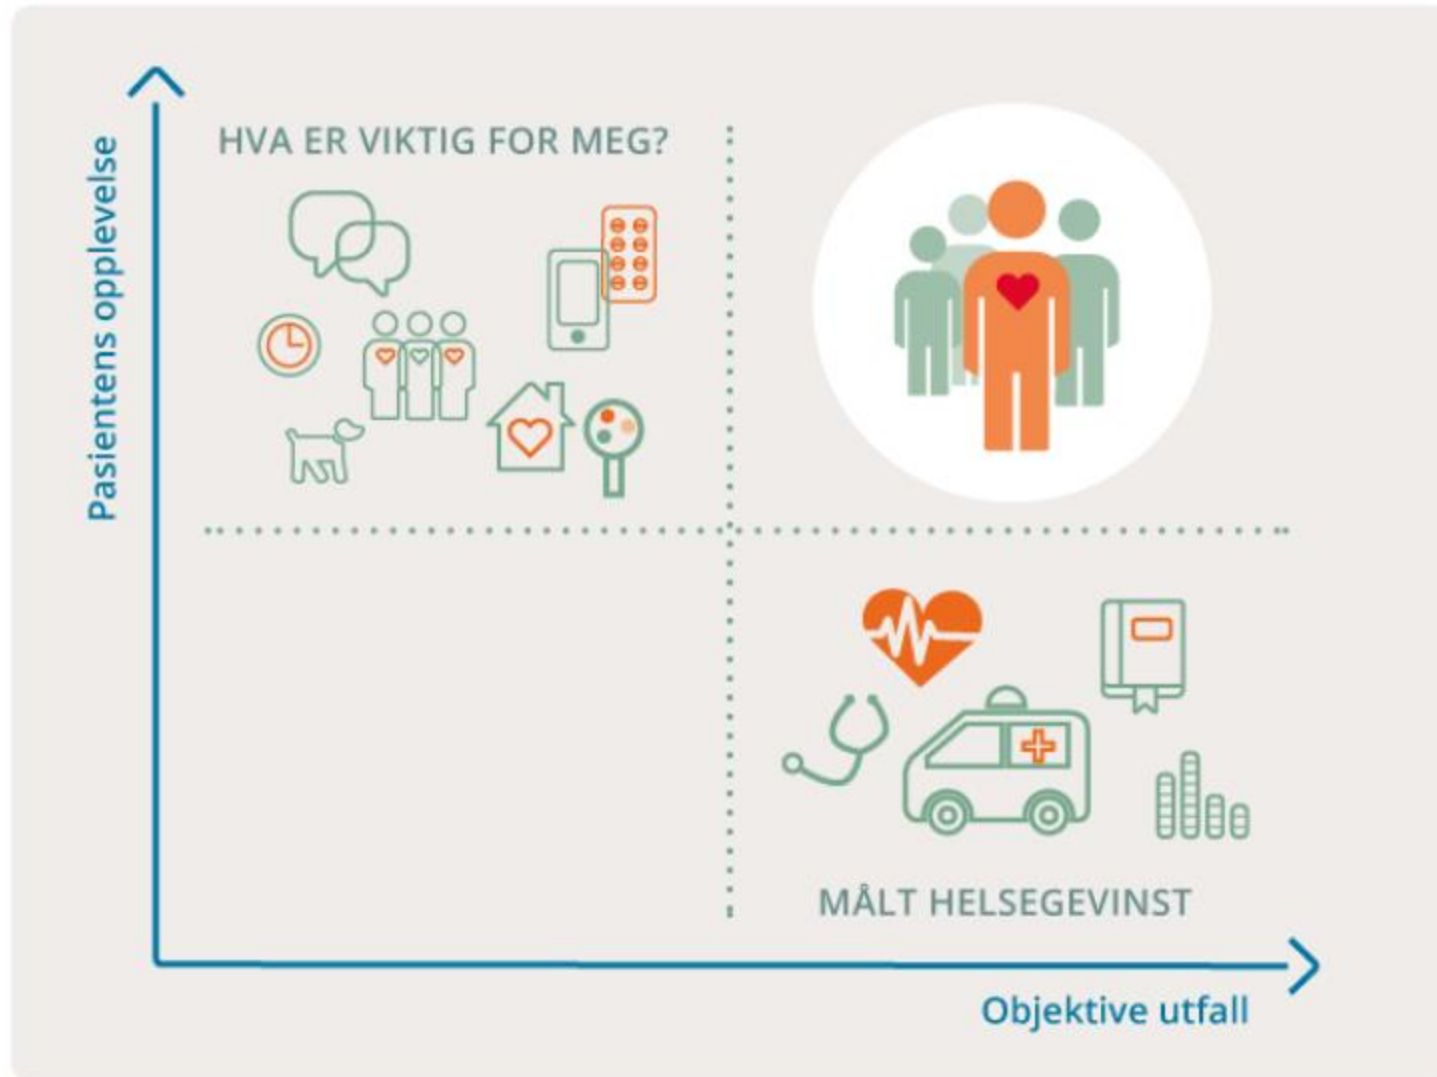 HVA ER VIKTIG FOR MEG?
Pasientens opplevelse
MÅLT HELSEGEVINST
Objektive utfall